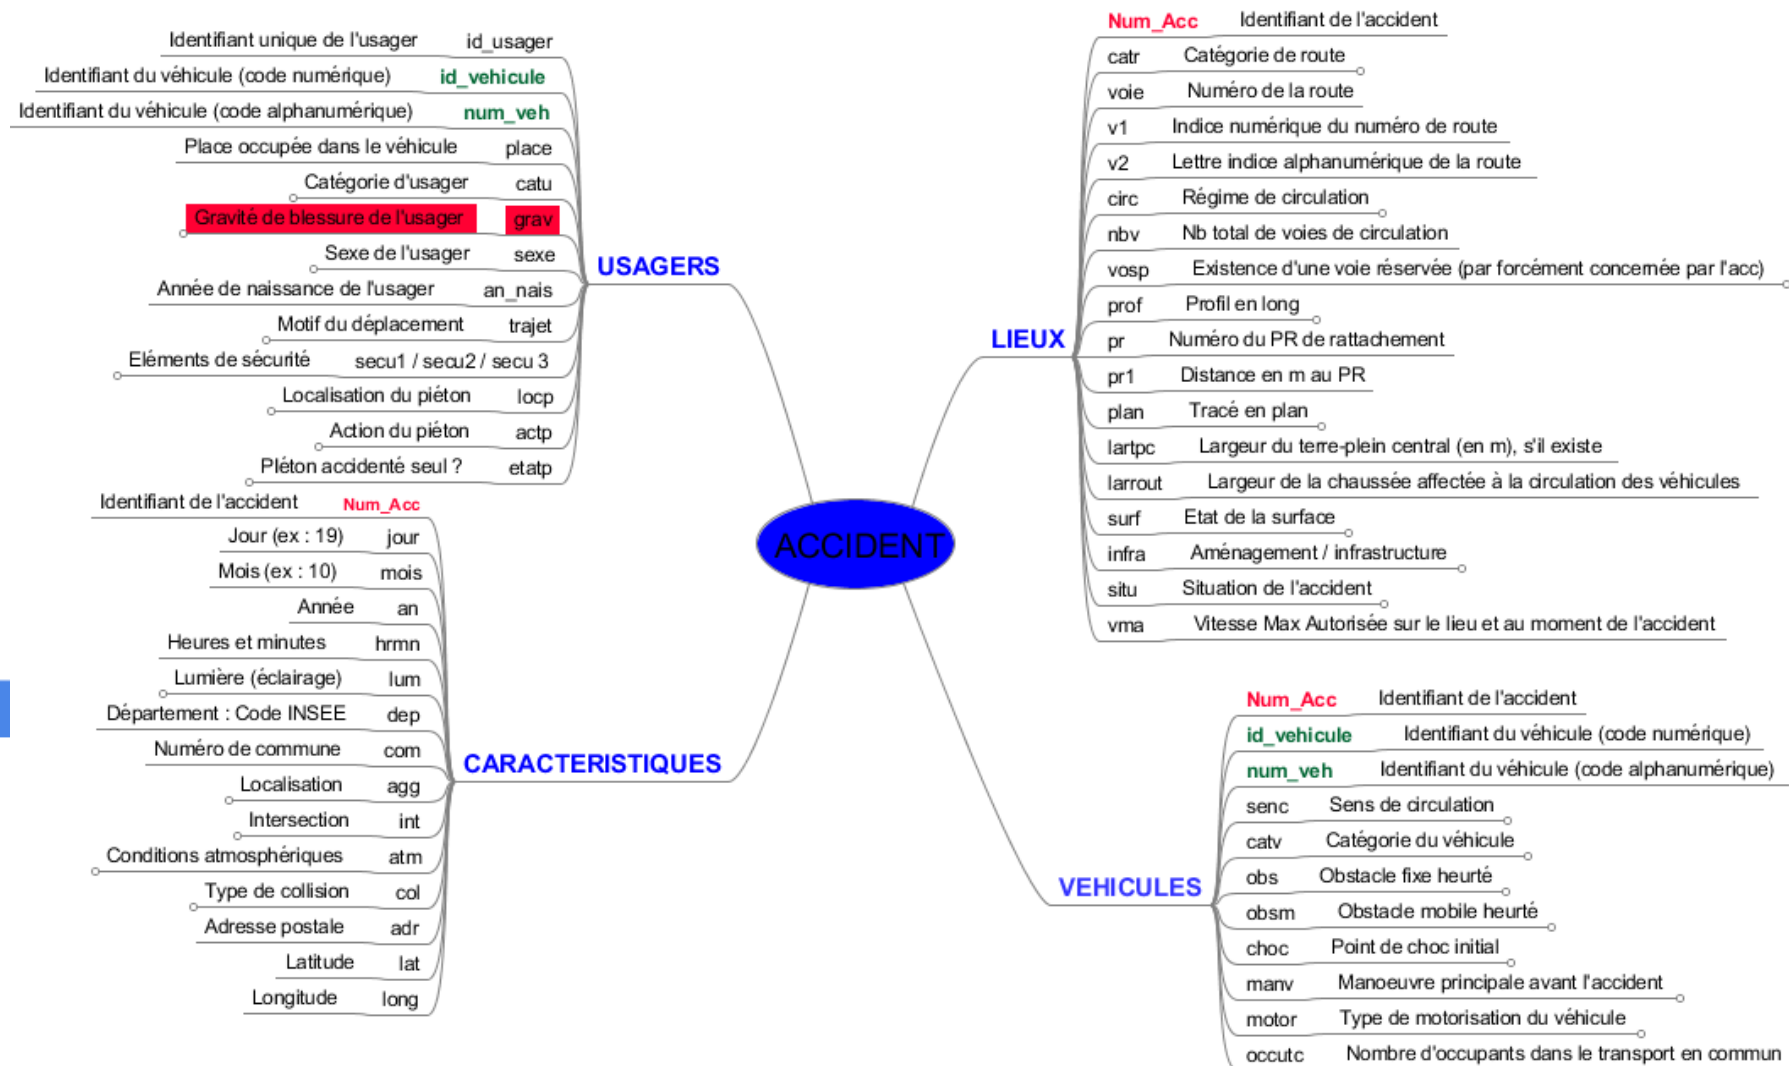 Identifiant unique de l'usager id_usager
Identifiant du véhicule (code numérique) id_vehicule
Identifiant du véhicule (code alphanumérique) num_veh
Place occupée dans le véhicule place
Catégorie d'usager catu
Gravité de blessure de l'usager grav
Sexe de l'usager sexe
Année de naissance de l'usager an_nais
Motif du déplacement trajet
Eléments de sécurité secu1 / secu2 / secu 3
Localisation du piéton locp
Action du piéton actp
Pléton accidenté seul ? etatp
USAGERS
Identifiant de l'accident Num_Acc
Jour (ex : 19) jour
Mois (ex : 10) mois
Année an
Heures et minutes hrmn
Lumière (éclairage) lum
Département : Code INSEE dep
Numéro de commune com
Localisation agg
Intersection int
Conditions atmosphériques atm
Type de collision col
Adresse postale adr
Latitude lat
Longitude long
CARACTERISTIQUES
ACCIDENT
LIEUX
Num_Acc Identifiant de l'accident
catr Catégorie de route
voie Numéro de la route
v1 Indice numérique du numéro de route
v2 Lettre indice alphanumérique de la route
circ Régime de circulation
nbv Nb total de voies de circulation
vosp Existence d'une voie réservée (par forcément concernée par l'acc)
prof Profil en long
pr Numéro du PR de rattachement
pr1 Distance en m au PR
plan Tracé en plan
lartpc Largeur du terre-plein central (en m), s'il existe
larrout Largeur de la chaussée affectée à la circulation des véhicules
surf Etat de la surface
infra Aménagement / infrastructure
situ Situation de l'accident
vma Vitesse Max Autorisée sur le lieu et au moment de l'accident
VEHICULES
Num_Acc Identifiant de l'accident
id_vehicule Identifiant du véhicule (code numérique)
num_veh Identifiant du véhicule (code alphanumérique)
senc Sens de circulation
catv Catégorie du véhicule
obs Obstacle fixe heurté
obsm Obstacle mobile heurté
choc Point de choc initial
manv Manoeuvre principale avant l'accident
motor Type de motorisation du véhicule
occutc Nombre d'occupants dans le transport en commun